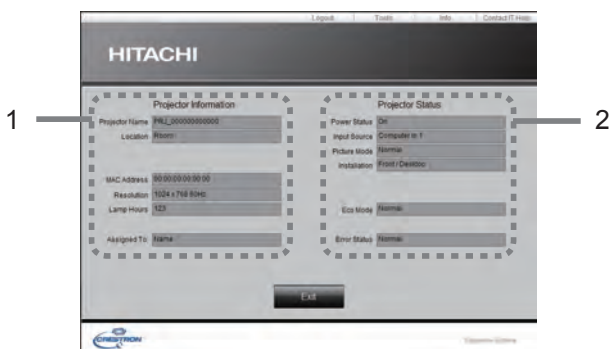 Logout Tools Info Contact IT Help
HITACHI
1
2
Projector Information
Projector Name PRJ_000000000000
Location Room
MAC Address 00:00:00:00:00:00
Resolution 1024 x 768 60Hz
Lamp Hours 123
Assigned To Name
Projector Status
Power Status On
Input Source Computer in 1
Picture Mode Normal
Installation Front / Desktop
Eco Mode Normal
Error Status Normal
Exit
CRESTRON